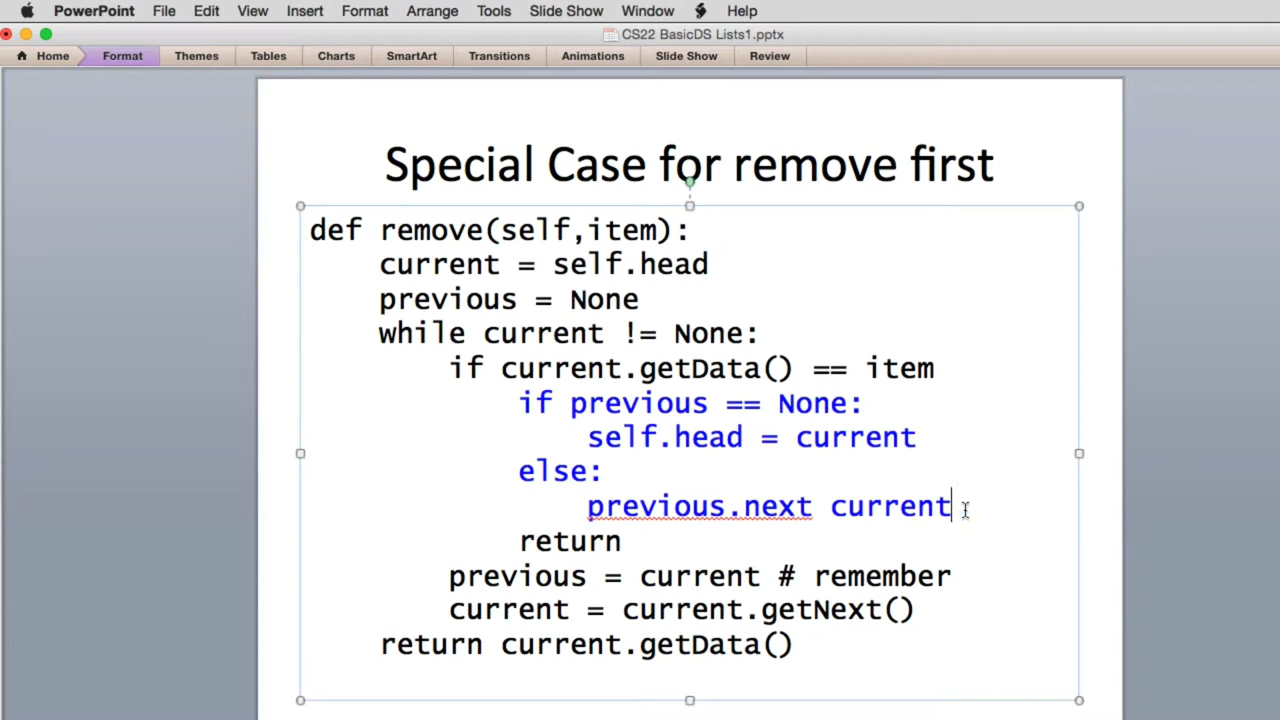 PowerPoint File Edit View Insert Format Arrange Tools Slide Show Window Help
CS22 BasicDS Lists1.pptx
Home Format Themes Tables Charts SmartArt Transitions Animations Slide Show Review
Special Case for remove first
def remove(self,item):
current = self.head
previous = None
while current != None:
if current.getData() == item
if previous == None:
self.head = current
else:
previous.next current
return
previous = current # remember
current = current.getNext()
return current.getData()